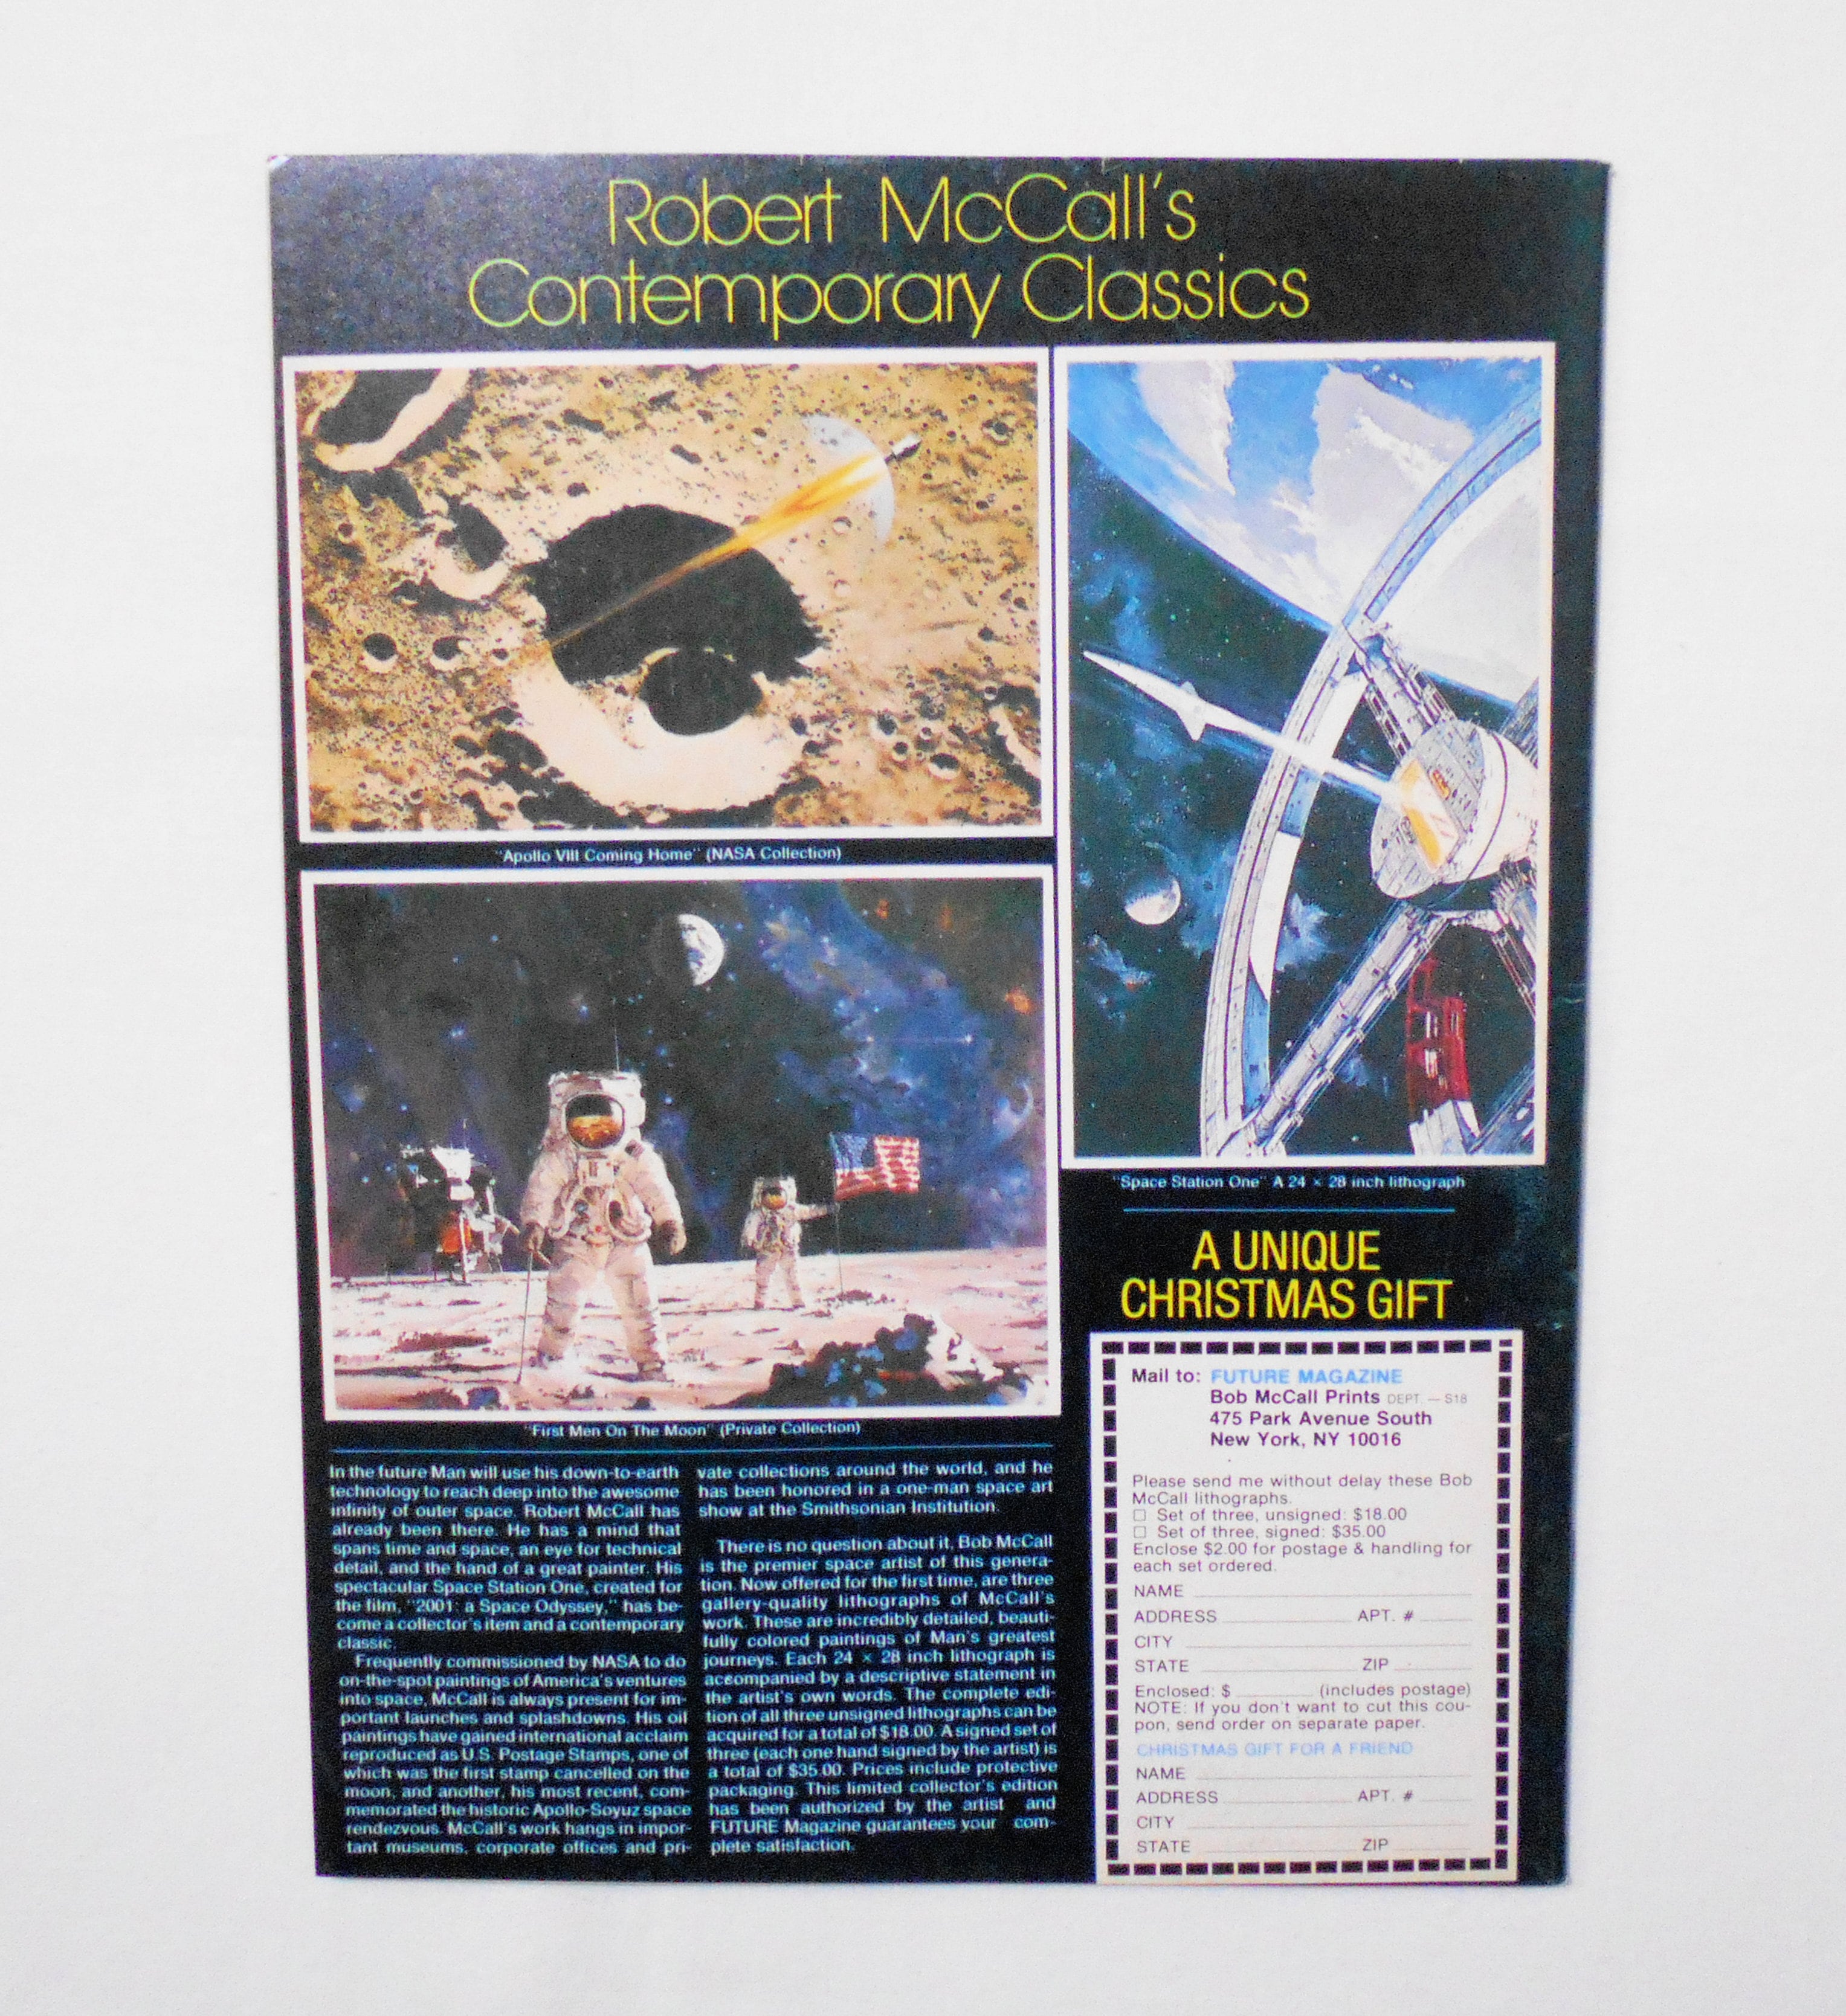 Robert McCall's
Contemporary Classics
"Apollo VIII Coming Home" (NASA Collection)
"Space Station One" A 24 × 28 inch lithograph
"First Men On The Moon" (Private Collection)
In the future Man will use his down-to-earth
technology to reach deep into the awesome
infinity of outer space. Robert McCall has
already been there. He has a mind that
spans time and space, an eye for technical
detail, and the hand of a great painter. His
spectacular Space Station One, created for
the film, "2001: a Space Odyssey," has be-
come a collector's item and a contemporary
classic.
Frequently commissioned by NASA to do
on-the-spot paintings of America's ventures
into space, McCall is always present for im-
portant launches and splashdowns. His oil
paintings have gained international acclaim
reproduced as U.S. Postage Stamps, one of
which was the first stamp cancelled on the
moon, and another, his most recent, com-
memorated the historic Apollo-Soyuz space
rendezvous. McCall's work hangs in impor-
tant museums, corporate offices and pri-
vate collections around the world, and he
has been honored in a one-man space art
show at the Smithsonian Institution.
There is no question about it, Bob McCall
is the premier space artist of this genera-
tion. Now offered for the first time, are three
gallery-quality lithographs of McCall's
work. These are incredibly detailed, beauti-
fully colored paintings of Man's greatest
journeys. Each 24 × 28 inch lithograph is
accompanied by a descriptive statement in
the artist's own words. The complete edi-
tion of all three unsigned lithographs can be
acquired for a total of $18.00. A signed set of
three (each one hand signed by the artist) is
a total of $35.00. Prices include protective
packaging. This limited collector's edition
has been authorized by the artist and
FUTURE Magazine guarantees your com-
plete satisfaction.
A UNIQUE
CHRISTMAS GIFT
Mail to: FUTURE MAGAZINE
Bob McCall Prints DEPT. — S18
475 Park Avenue South
New York, NY 10016
Please send me without delay these Bob
McCall lithographs.
☐ Set of three, unsigned: $18.00
☐ Set of three, signed: $35.00
Enclose $2.00 for postage & handling for
each set ordered.
NAME
ADDRESS APT. #
CITY
STATE ZIP
Enclosed: $ (includes postage)
NOTE: If you don't want to cut this cou-
pon, send order on separate paper.
CHRISTMAS GIFT FOR A FRIEND
NAME
ADDRESS APT. #
CITY
STATE ZIP